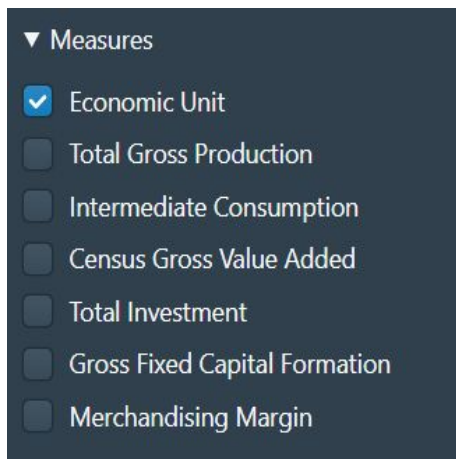 ▼ Measures
Economic Unit
Total Gross Production
Intermediate Consumption
Census Gross Value Added
Total Investment
Gross Fixed Capital Formation
Merchandising Margin